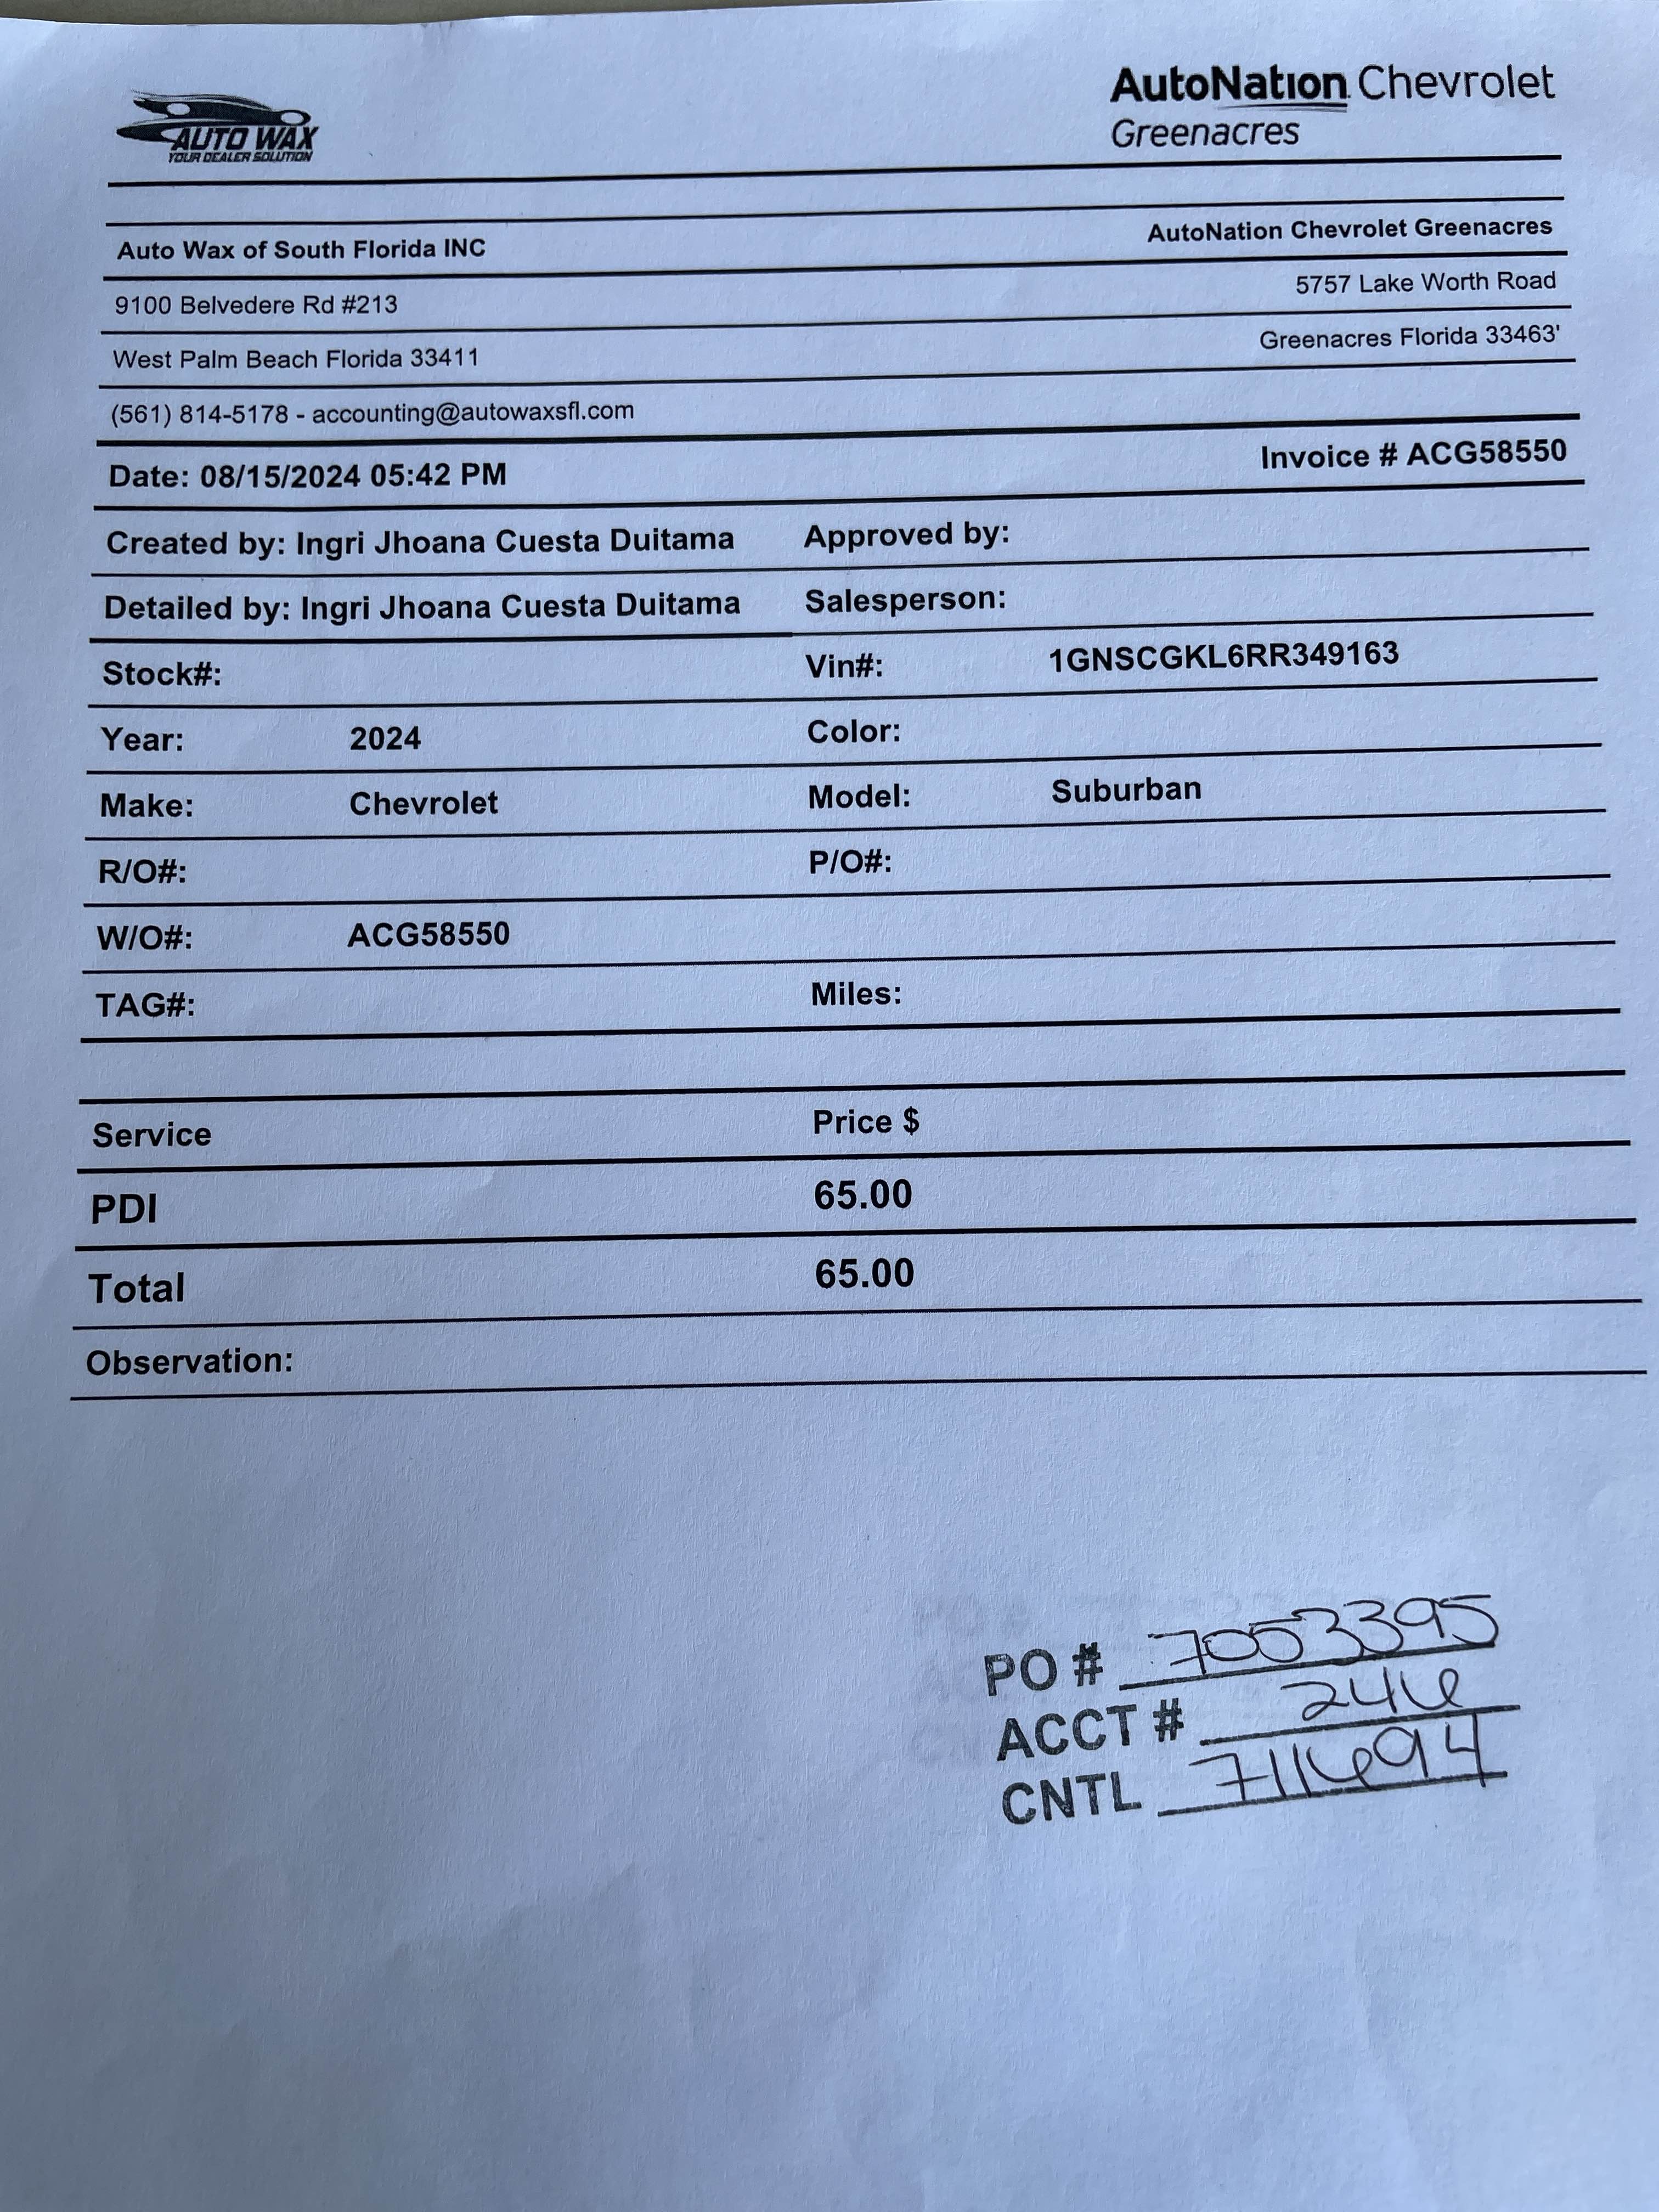 AUTO WAX
YOUR DEALER SOLUTION
AutoNation Chevrolet
Greenacres
Auto Wax of South Florida INC
AutoNation Chevrolet Greenacres
9100 Belvedere Rd #213
5757 Lake Worth Road
West Palm Beach Florida 33411
Greenacres Florida 33463'
(561) 814-5178 - accounting@autowaxsfl.com
Date: 08/15/2024 05:42 PM
Invoice # ACG58550
Created by: Ingri Jhoana Cuesta Duitama Approved by:
Detailed by: Ingri Jhoana Cuesta Duitama Salesperson:
Stock#: Vin#: 1GNSCGKL6RR349163
Year: 2024 Color:
Make: Chevrolet Model: Suburban
R/O#: P/O#:
W/O#: ACG58550
TAG#: Miles:
Service Price $
PDI 65.00
Total 65.00
Observation:
PO # 7053395
ACCT # 246
CNTL 711694